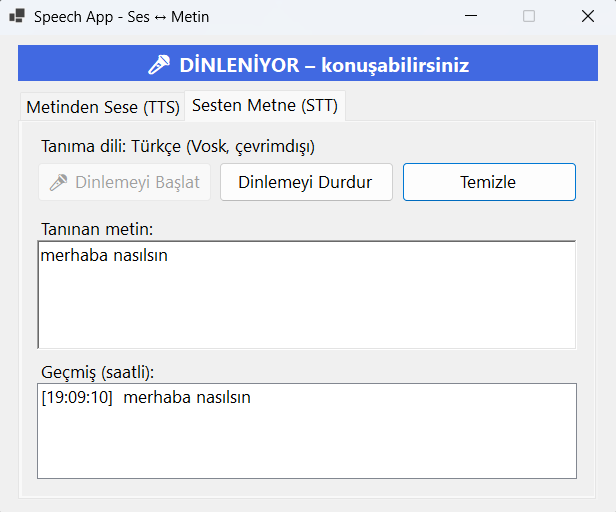 Speech App - Ses ↔ Metin
DİNLENİYOR – konuşabilirsiniz
Metinden Sese (TTS) Sesten Metne (STT)
Tanıma dili: Türkçe (Vosk, çevrimdışı)
Dinlemeyi Başlat Dinlemeyi Durdur Temizle
Tanınan metin:
merhaba nasılsın
Geçmiş (saatli):
[19:09:10] merhaba nasılsın